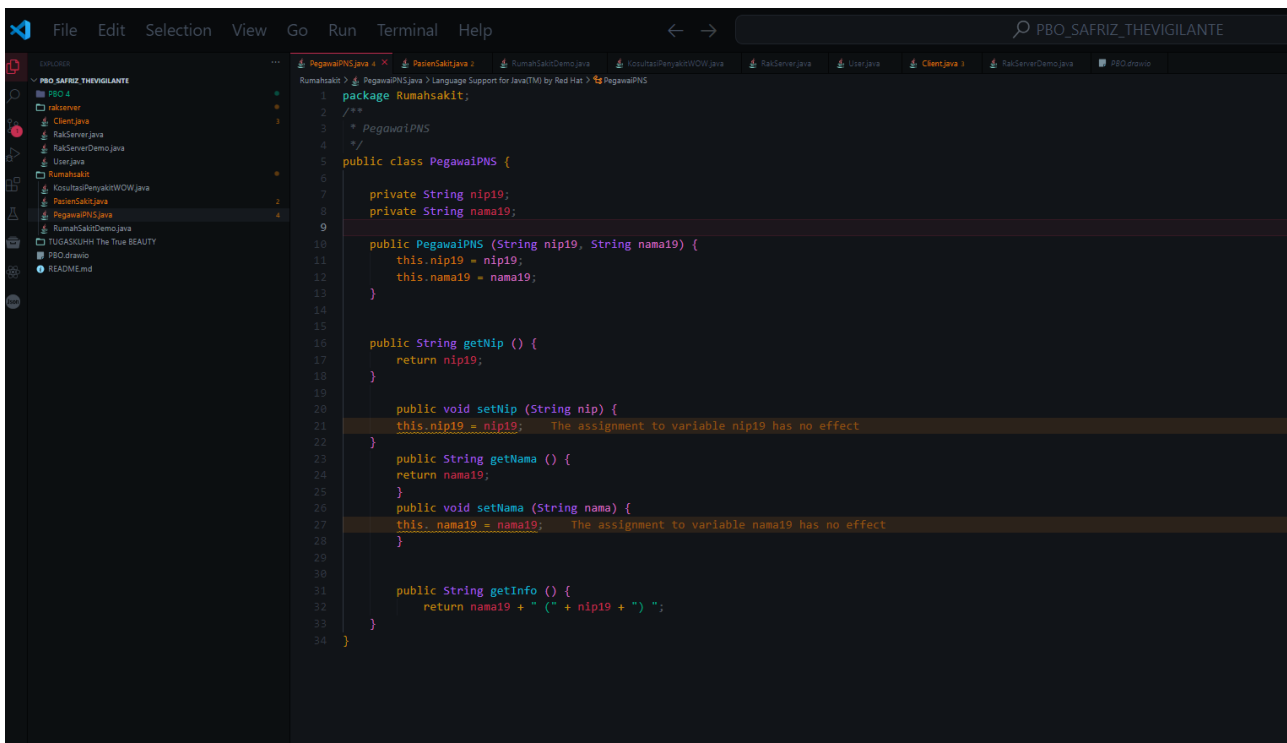 File Edit Selection View Go Run Terminal Help
PBO_SAFRIZ_THEVIGILANTE
EXPLORER
PegawaiPNS.java 4
PasienSakit.java 2
RumahSakitDemo.java
KosultasiPenyakitWOW.java
RakServer.java
User.java
Client.java 3
RakServerDemo.java
PBO.drawio
PBO_SAFRIZ_THEVIGILANTE
PBO 4
rakserver
Client.java 3
RakServer.java
RakServerDemo.java
User.java
Rumahsakit
KosultasiPenyakitWOW.java
PasienSakit.java 2
PegawaiPNS.java 4
RumahSakitDemo.java
TUGASKUHH The True BEAUTY
PBO.drawio
README.md
Rumahsakit > PegawaiPNS.java > Language Support for Java(TM) by Red Hat > PegawaiPNS
1 package Rumahsakit;
2 /**
3 * PegawaiPNS
4 */
5 public class PegawaiPNS {
6
7 private String nip19;
8 private String nama19;
9
10 public PegawaiPNS (String nip19, String nama19) {
11 this.nip19 = nip19;
12 this.nama19 = nama19;
13 }
14
15
16 public String getNip () {
17 return nip19;
18 }
19
20 public void setNip (String nip) {
21 this.nip19 = nip19; The assignment to variable nip19 has no effect
22 }
23 public String getNama () {
24 return nama19;
25 }
26 public void setNama (String nama) {
27 this. nama19 = nama19; The assignment to variable nama19 has no effect
28 }
29
30
31 public String getInfo () {
32 return nama19 + " (" + nip19 + ") ";
33 }
34 }